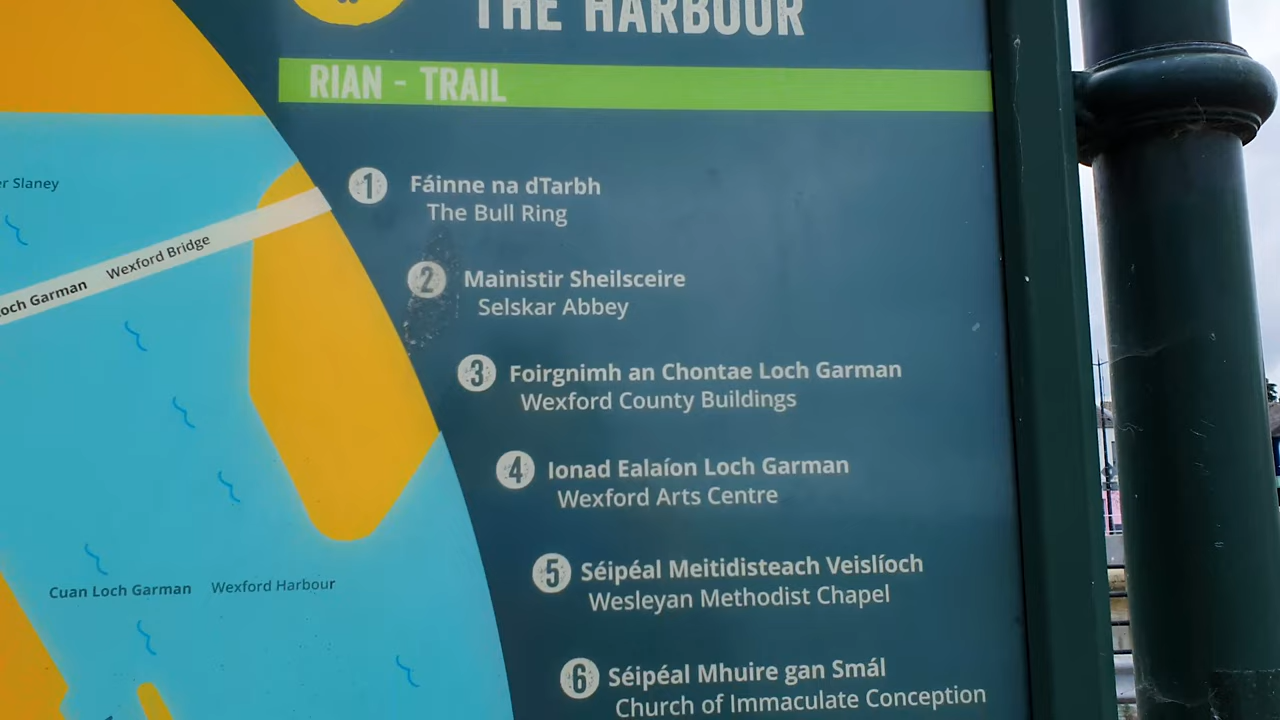 THE HARBOUR
RIAN - TRAIL
1 Fáinne na dTarbh
The Bull Ring
2 Mainistir Sheilsceire
Selskar Abbey
3 Foirgnimh an Chontae Loch Garman
Wexford County Buildings
4 Ionad Ealaíon Loch Garman
Wexford Arts Centre
5 Séipéal Meitidisteach Veislíoch
Wesleyan Methodist Chapel
6 Séipéal Mhuire gan Smál
Church of Immaculate Conception
Slaney
Garman Wexford Bridge
Cuan Loch Garman Wexford Harbour